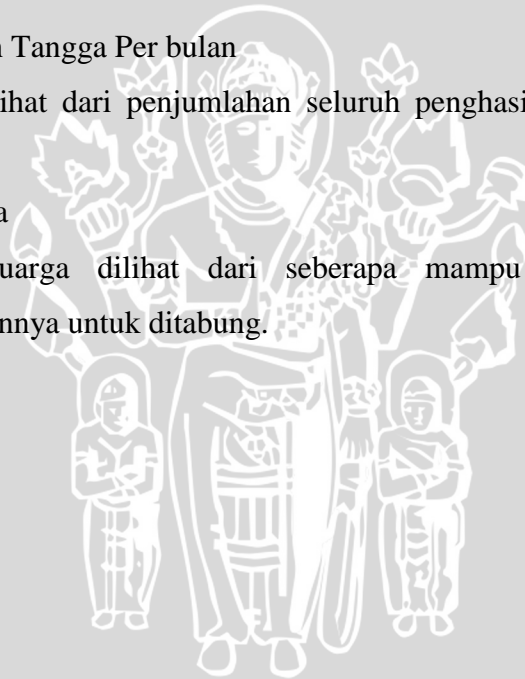 Tangga Per bulan
ihat dari penjumlahan seluruh penghasi
a
uarga dilihat dari seberapa mampu
nnya untuk ditabung.